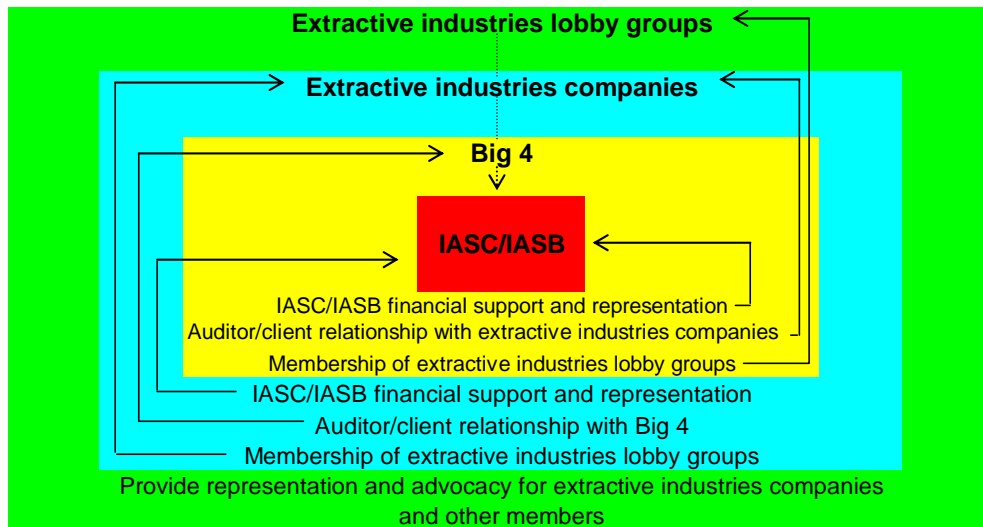 Extractive industries lobby groups
Extractive industries companies
Big 4
IASC/IASB
IASC/IASB financial support and representation
Auditor/client relationship with extractive industries companies
Membership of extractive industries lobby groups
IASC/IASB financial support and representation
Auditor/client relationship with Big 4
Membership of extractive industries lobby groups
Provide representation and advocacy for extractive industries companies
and other members